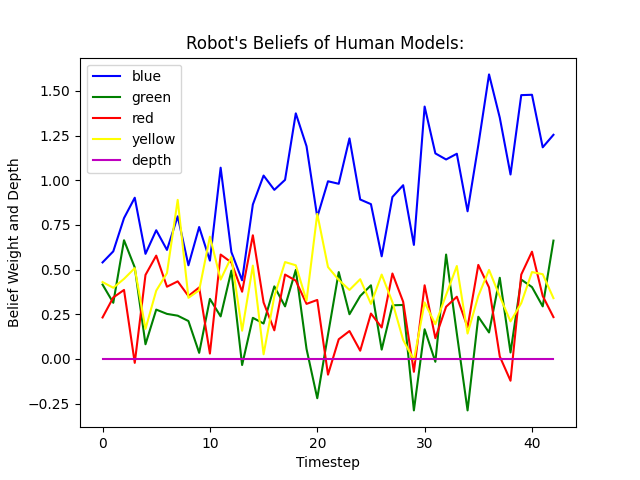 Robot's Beliefs of Human Models:
blue
green
red
yellow
depth
Belief Weight and Depth
1.50
1.25
1.00
0.75
0.50
0.25
0.00
−0.25
0 10 20 30 40
Timestep